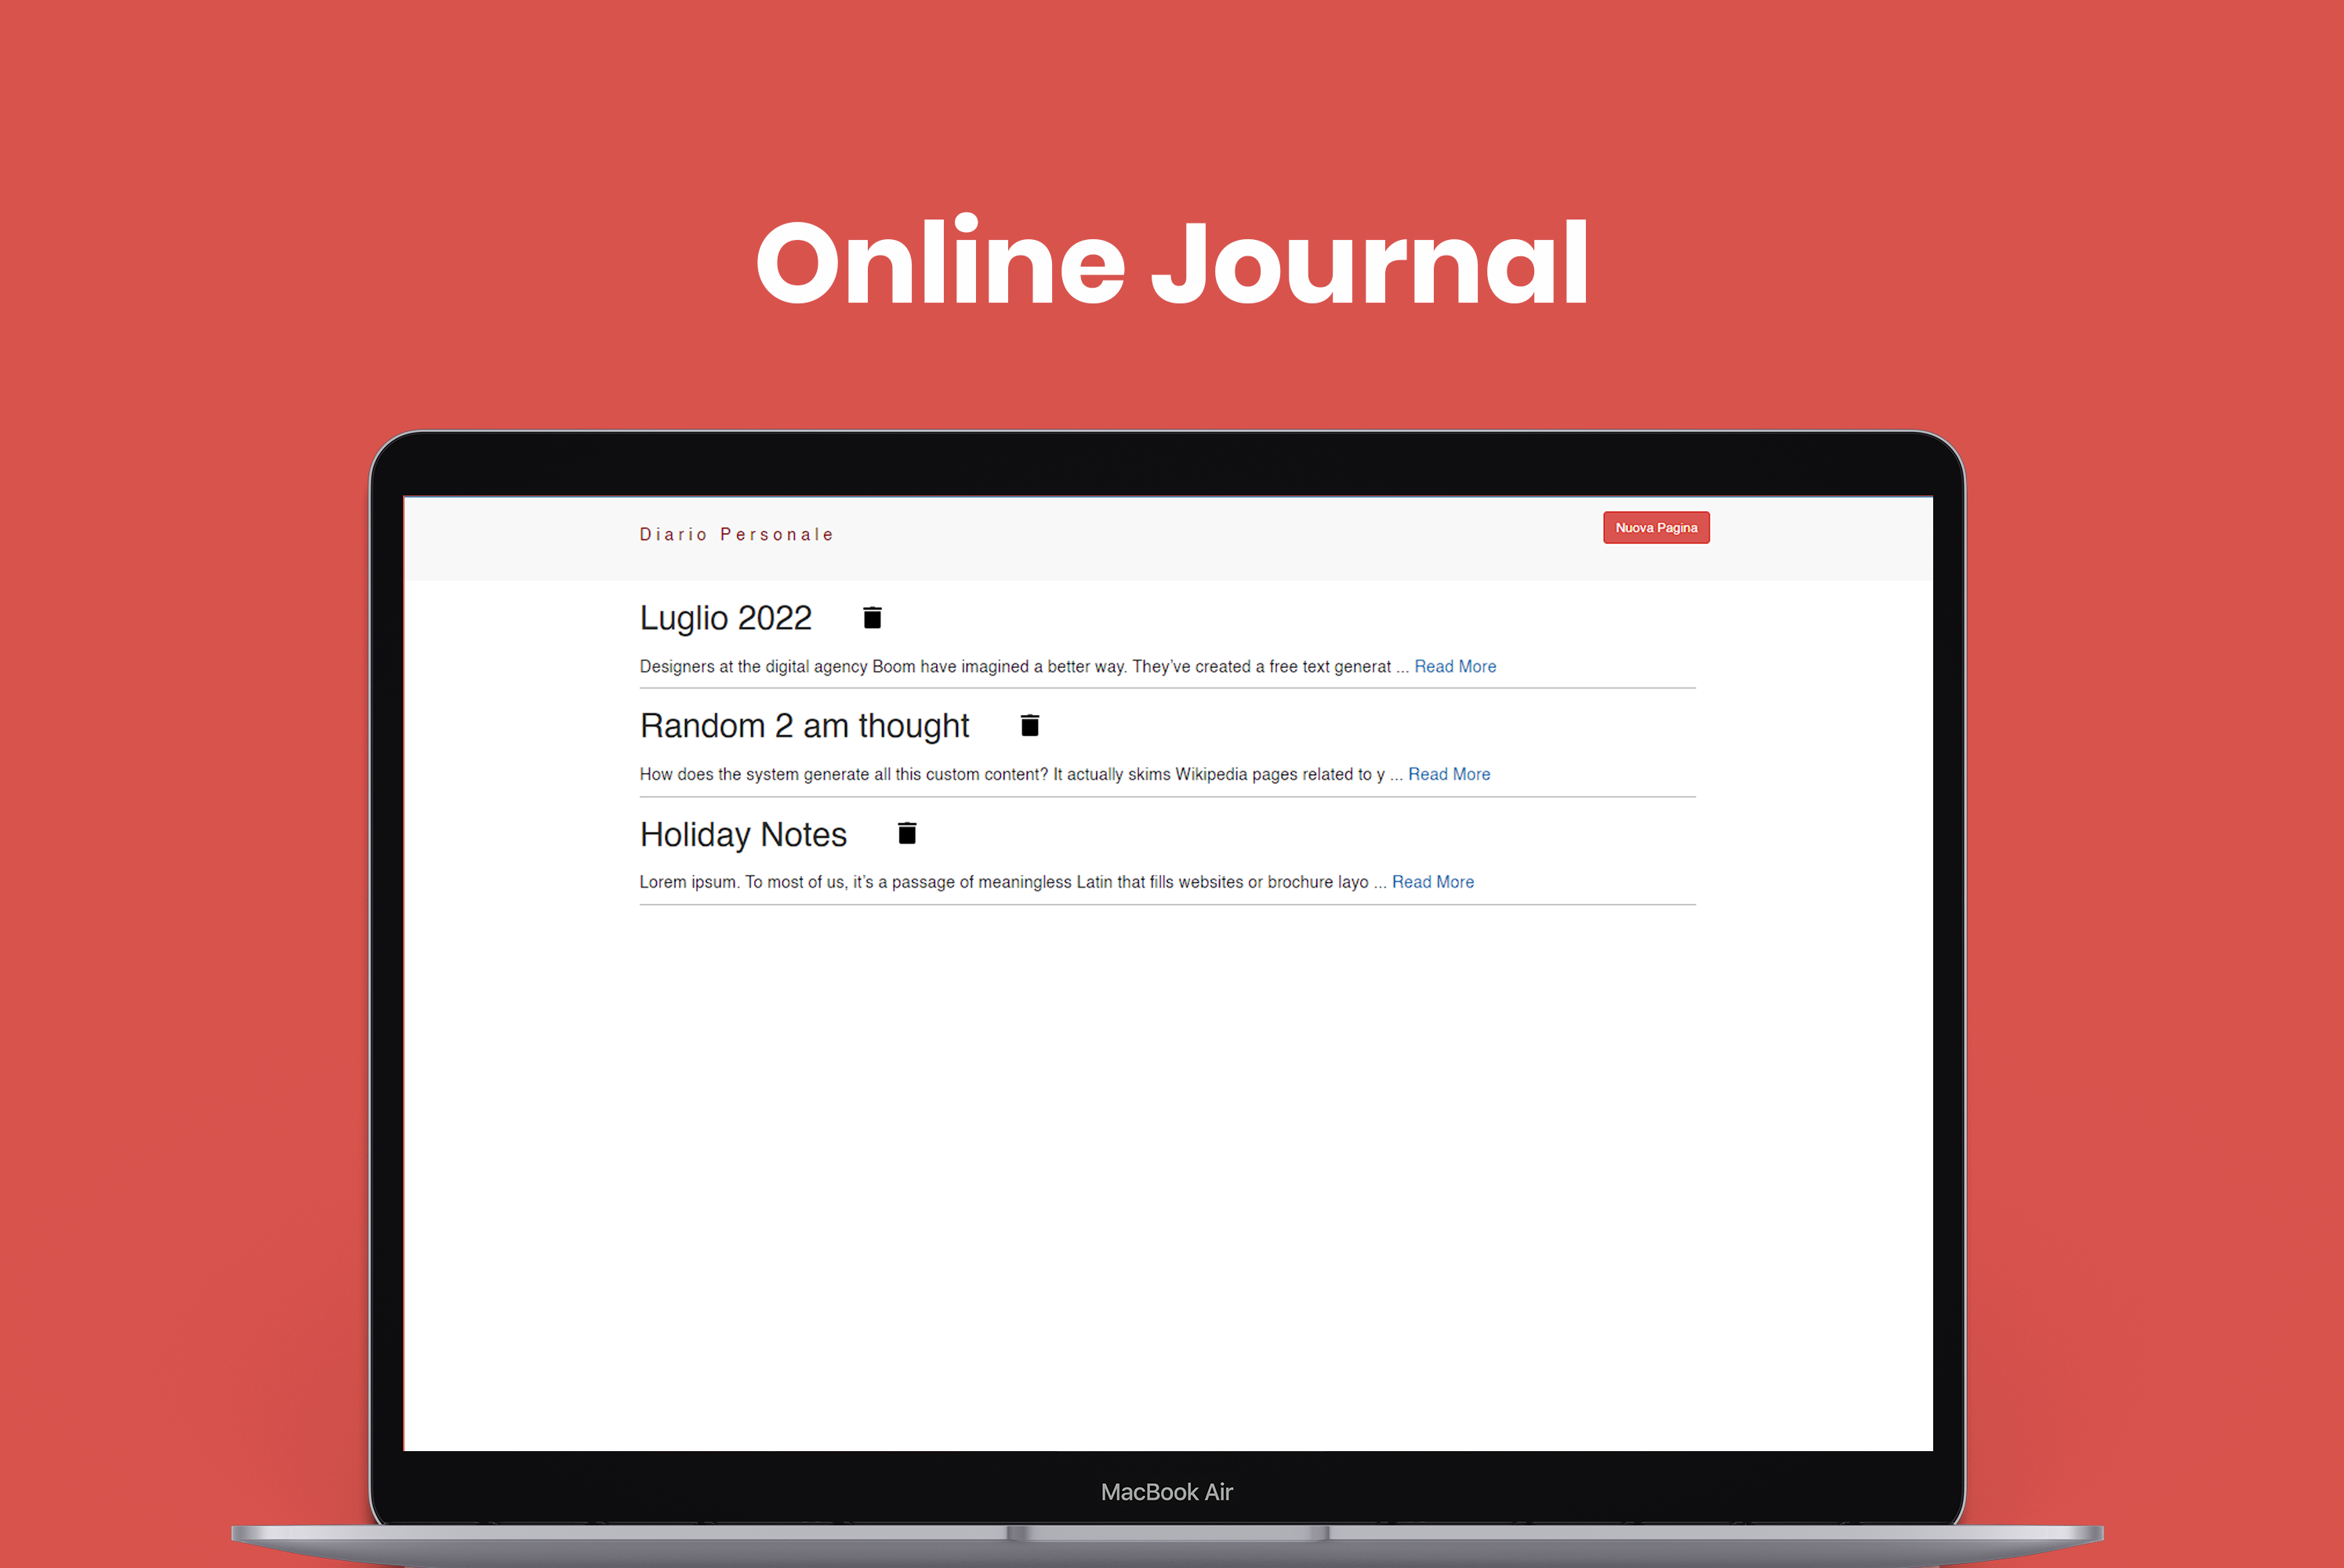 Online Journal
Diario Personale
Nuova Pagina
Luglio 2022
Designers at the digital agency Boom have imagined a better way. They’ve created a free text generat ... Read More
Random 2 am thought
How does the system generate all this custom content? It actually skims Wikipedia pages related to y ... Read More
Holiday Notes
Lorem ipsum. To most of us, it’s a passage of meaningless Latin that fills websites or brochure layo ... Read More
MacBook Air